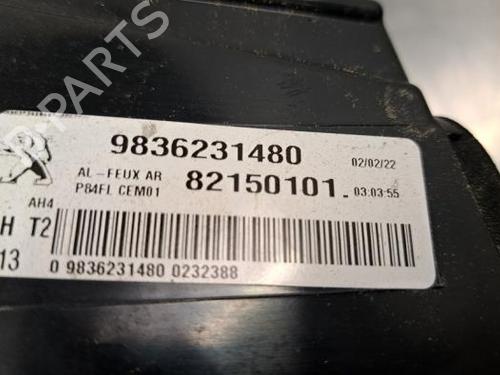 PARTS
9836231480
02/02/22
AL-FEUX AR
P84FL CEM01
82150101.
03:03:55
AH4
H T2
13
0 9836231480 0232388